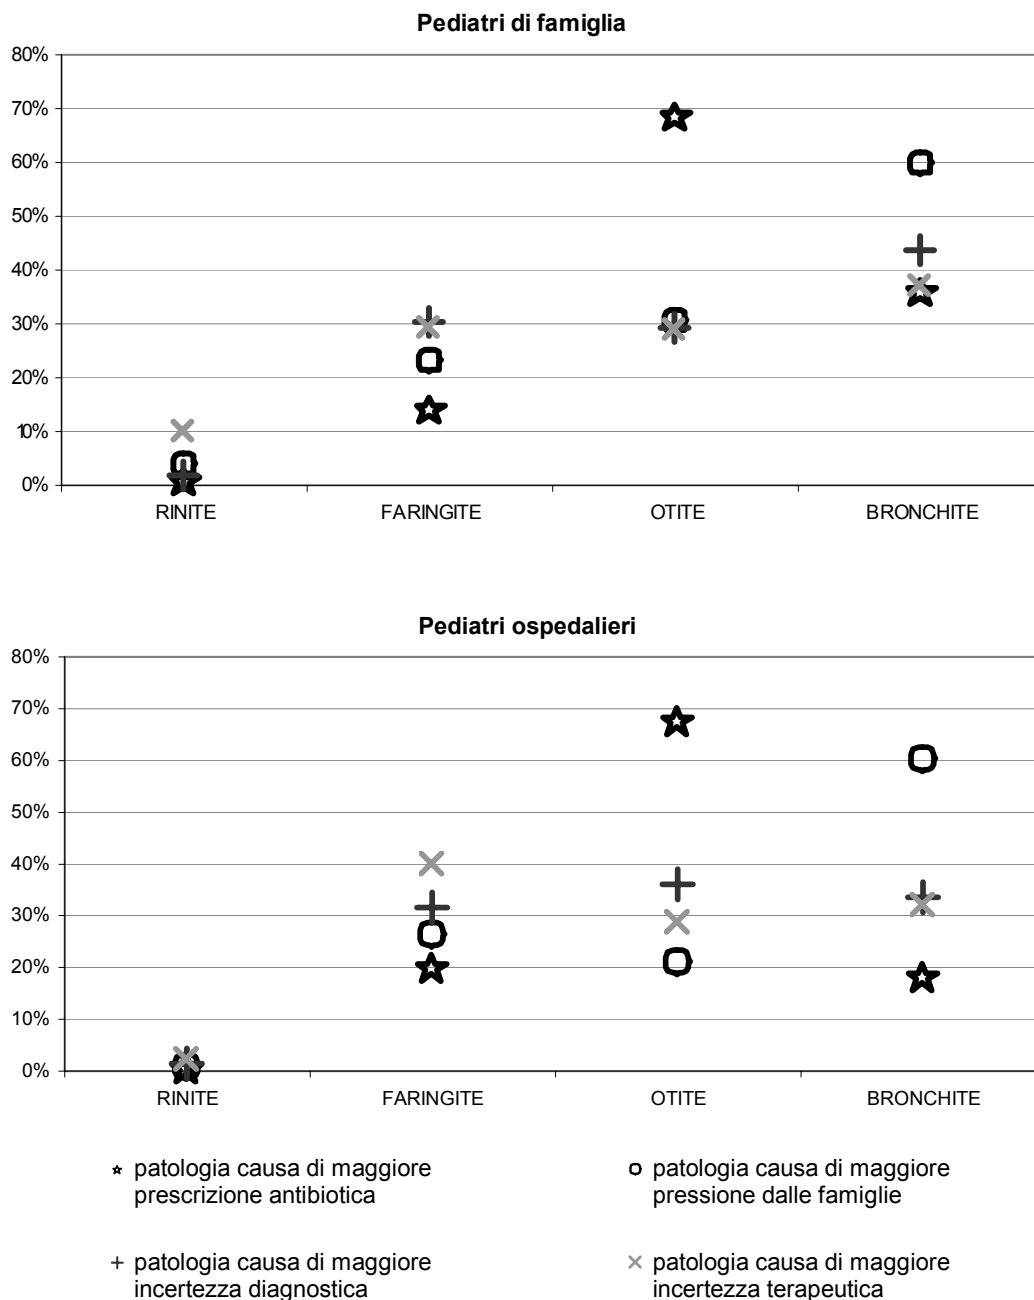 Pediatri di famiglia
80%
70%
60%
50%
40%
30%
20%
10%
0%
RINITE FARINGITE OTITE BRONCHITE
Pediatri ospedalieri
80%
70%
60%
50%
40%
30%
20%
10%
0%
RINITE FARINGITE OTITE BRONCHITE
patologia causa di maggiore
prescrizione antibiotica
patologia causa di maggiore
pressione dalle famiglie
patologia causa di maggiore
incertezza diagnostica
patologia causa di maggiore
incertezza terapeutica